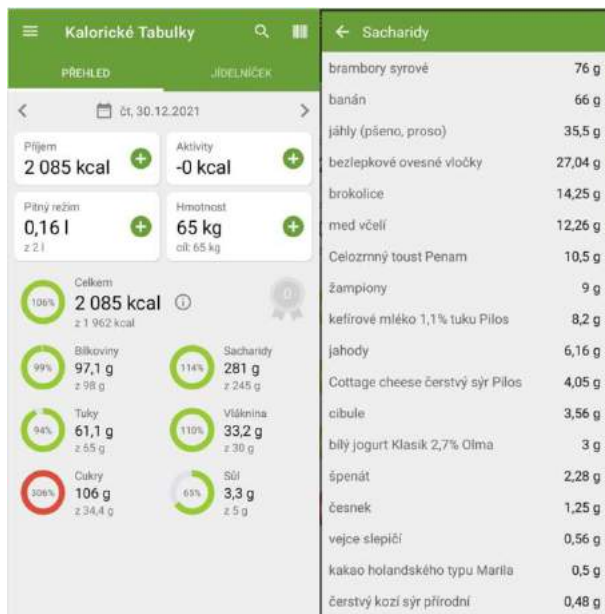 Kalorické Tabulky
PŘEHLED
JÍDELNÍČEK
čt, 30.12.2021
Příjem
2 085 kcal
Aktivity
-0 kcal
Pitný režim
0,16 l
z 2 l
Hmotnost
65 kg
cíl: 65 kg
106%
Celkem
2 085 kcal
z 1 962 kcal
0
99%
Bílkoviny
97,1 g
z 98 g
114%
Sacharidy
281 g
z 245 g
94%
Tuky
61,1 g
z 65 g
110%
Vláknina
33,2 g
z 30 g
306%
Cukry
106 g
z 34,4 g
65%
Sůl
3,3 g
z 5 g
Sacharidy
brambory syrové 76 g
banán 66 g
jáhly (pšeno, proso) 35,5 g
bezlepkové ovesné vločky 27,04 g
brokolice 14,25 g
med včelí 12,26 g
Celozrnný toust Penam 10,5 g
žampiony 9 g
kefírové mléko 1,1% tuku Pilos 8,2 g
jahody 6,16 g
Cottage cheese čerstvý sýr Pilos 4,05 g
cibule 3,56 g
bílý jogurt Klasik 2,7% Olma 3 g
špenát 2,28 g
česnek 1,25 g
vejce slepičí 0,56 g
kakao holandského typu Marila 0,5 g
čerstvý kozí sýr přírodní 0,48 g